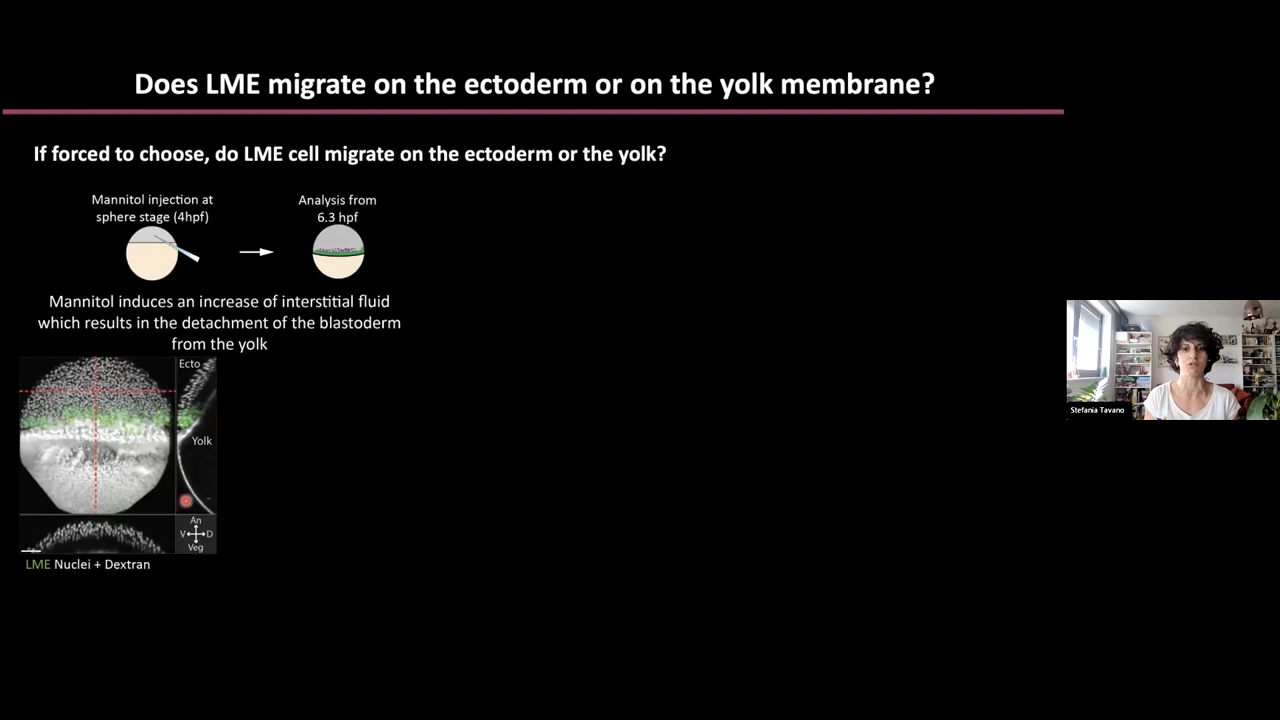 Does LME migrate on the ectoderm or on the yolk membrane?
If forced to choose, do LME cell migrate on the ectoderm or the yolk?
Mannitol injection at
sphere stage (4hpf)
Analysis from
6.3 hpf
Mannitol induces an increase of interstitial fluid
which results in the detachment of the blastoderm
from the yolk
Ecto
Yolk
An
V D
Veg
LME Nuclei + Dextran
Stefania Tavano